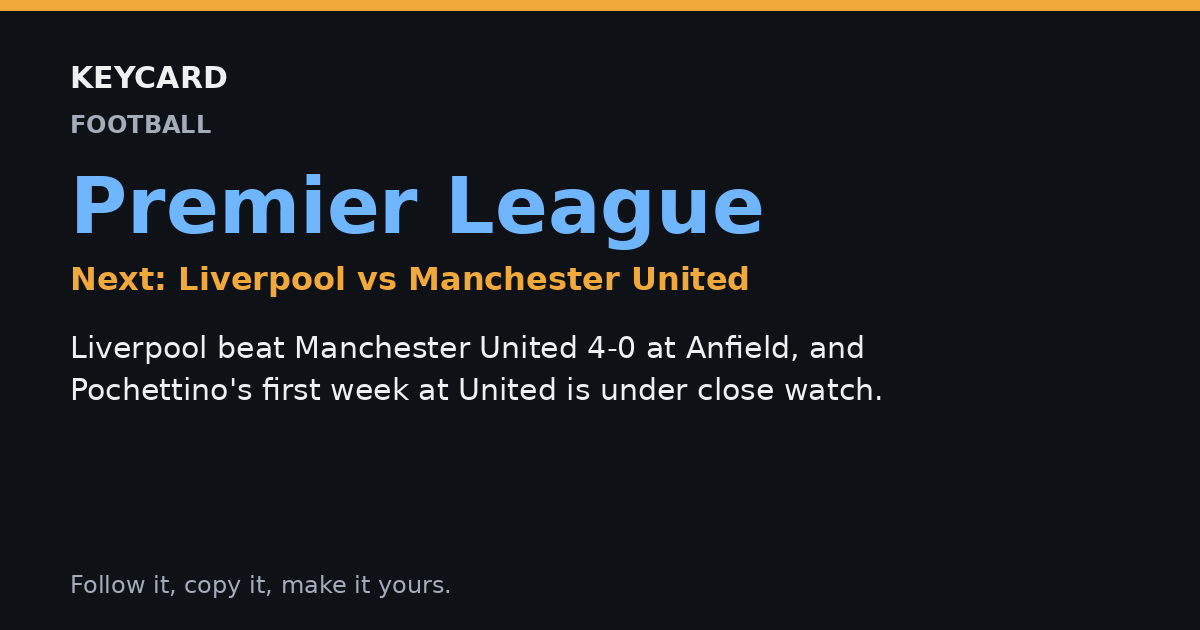 KEYCARD
FOOTBALL
Premier League
Next: Liverpool vs Manchester United
Liverpool beat Manchester United 4-0 at Anfield, and
Pochettino's first week at United is under close watch.
Follow it, copy it, make it yours.